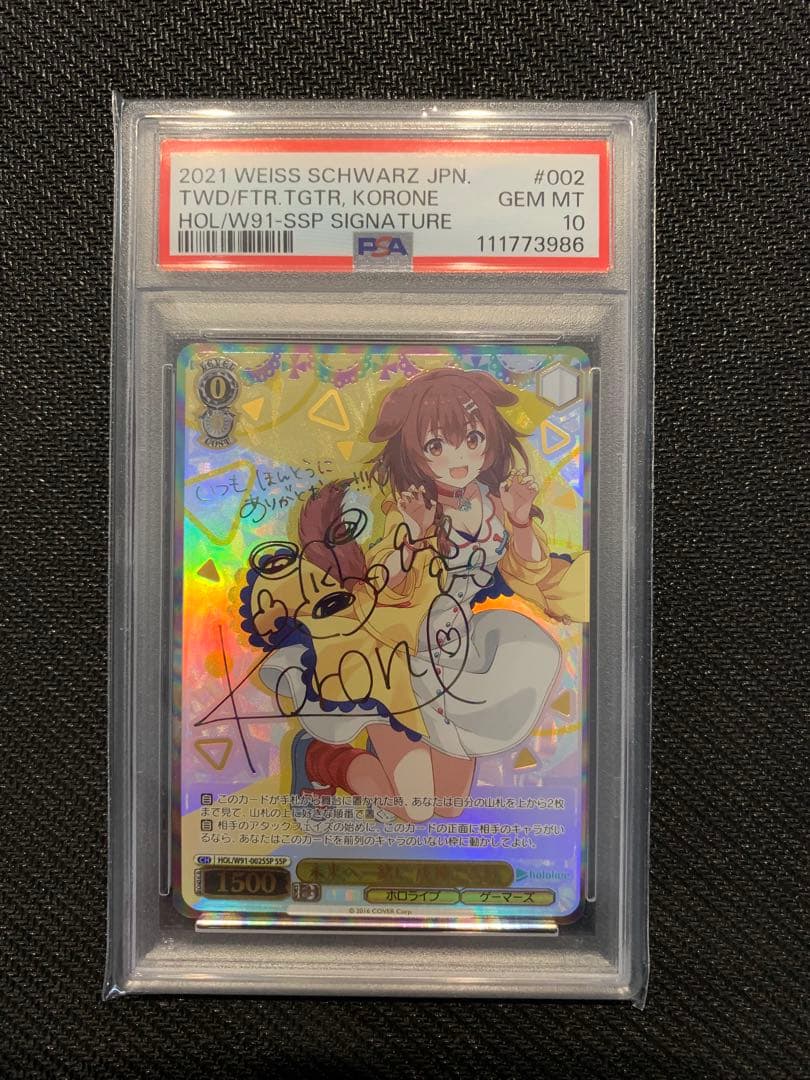 2021 WEISS SCHWARZ JPN. #002
TWD/FTR.TGTR, KORONE GEM MT
HOL/W91-SSP SIGNATURE 10
PSA 111773986
LEVEL
0
COST
いつも ほんとうに
ありがとお〜!!!
Korone
自 このカードが手札から舞台に置かれた時、あなたは自分の山札を上から2枚
まで見て、山札の上に好きな順番で置く。
自 相手のアタックフェイズの始めに、このカードの正面に相手のキャラがい
るなら、あなたはこのカードを前列のキャラのいない枠に動かしてよい。
CH HOL/W91-002SSP SSP
1500
hololive
ホロライブ ゲーマーズ
© 2016 COVER Corp.